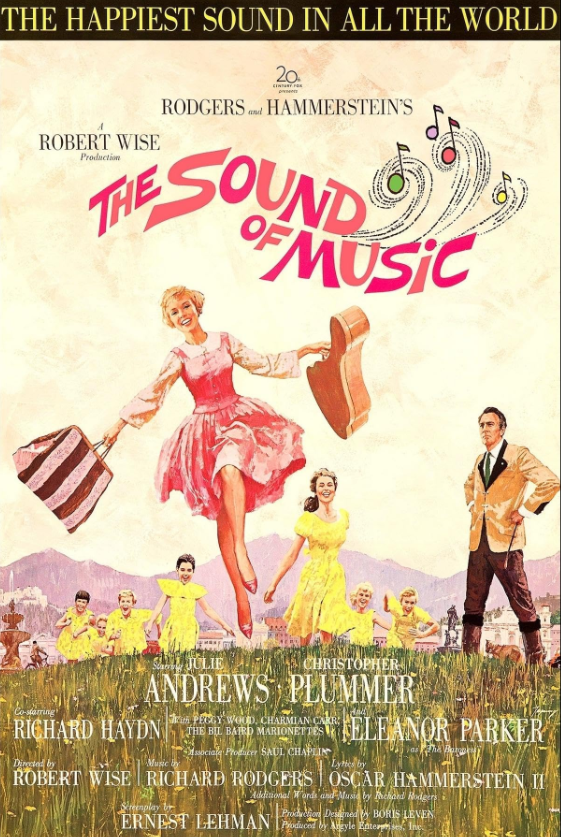 THE HAPPIEST SOUND IN ALL THE WORLD
20th
CENTURY-FOX
presents
RODGERS and HAMMERSTEIN'S
A
ROBERT WISE
Production
THE SOUND
OF MUSIC
Starring JULIE ANDREWS · CHRISTOPHER PLUMMER
Co-starring
RICHARD HAYDN
With PEGGY WOOD, CHARMIAN CARR
THE BIL BAIRD MARIONETTES
And
ELEANOR PARKER
as "The Baroness"
Associate Producer SAUL CHAPLIN
Directed by
ROBERT WISE
Music by
RICHARD RODGERS
Lyrics by
OSCAR HAMMERSTEIN II
Additional Words and Music by Richard Rodgers
Screenplay by
ERNEST LEHMAN
Production Designed by BORIS LEVEN
Produced by Argyle Enterprises, Inc.